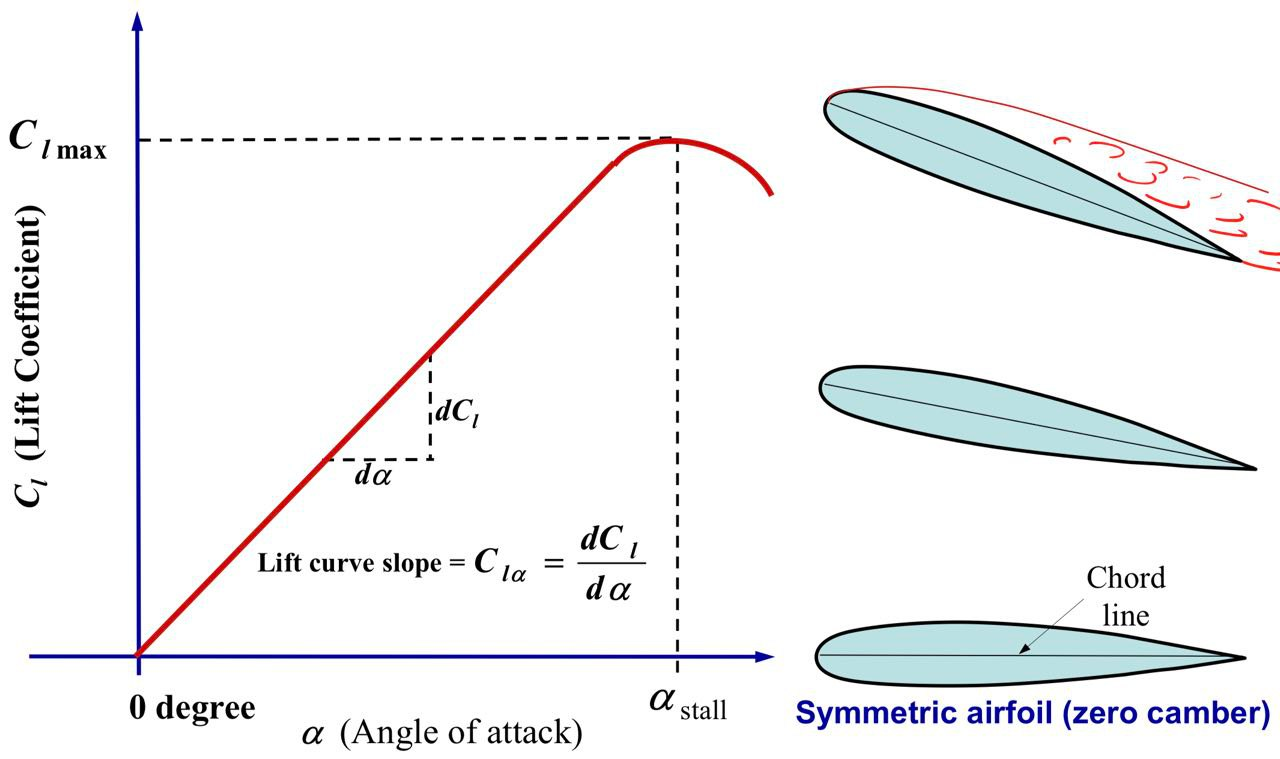 C l max
C l (Lift Coefficient)
dC l
dα
Lift curve slope = C lα = dC l / dα
0 degree
α stall
α (Angle of attack)
Chord
line
Symmetric airfoil (zero camber)